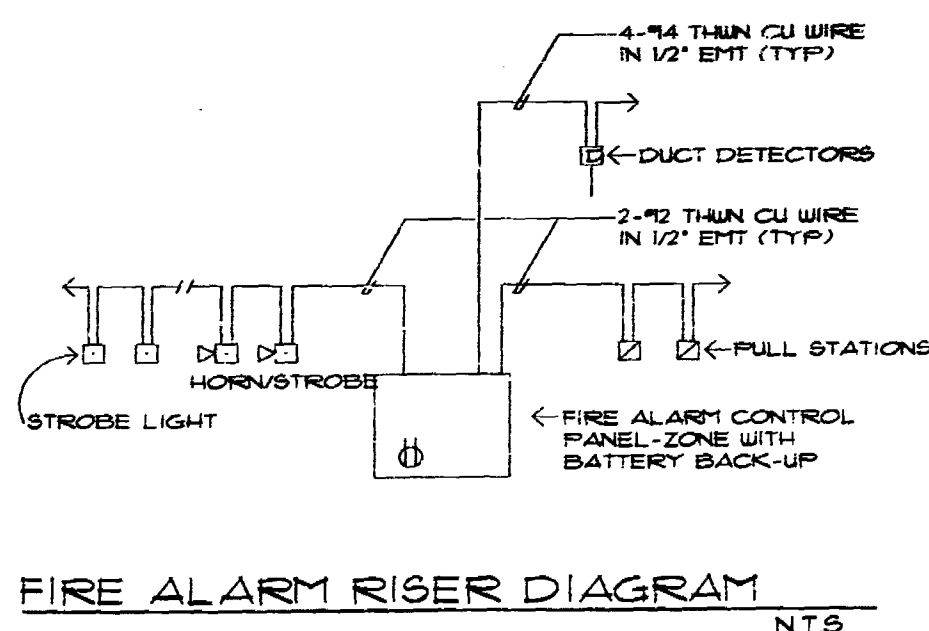 4-#14 THWN CU WIRE
IN 1/2" EMT (TYP)
DUCT DETECTORS
2-#12 THWN CU WIRE
IN 1/2" EMT (TYP)
PULL STATIONS
HORN/STROBE
STROBE LIGHT
FIRE ALARM CONTROL
PANEL-ZONE WITH
BATTERY BACK-UP
FIRE ALARM RISER DIAGRAM
NTS